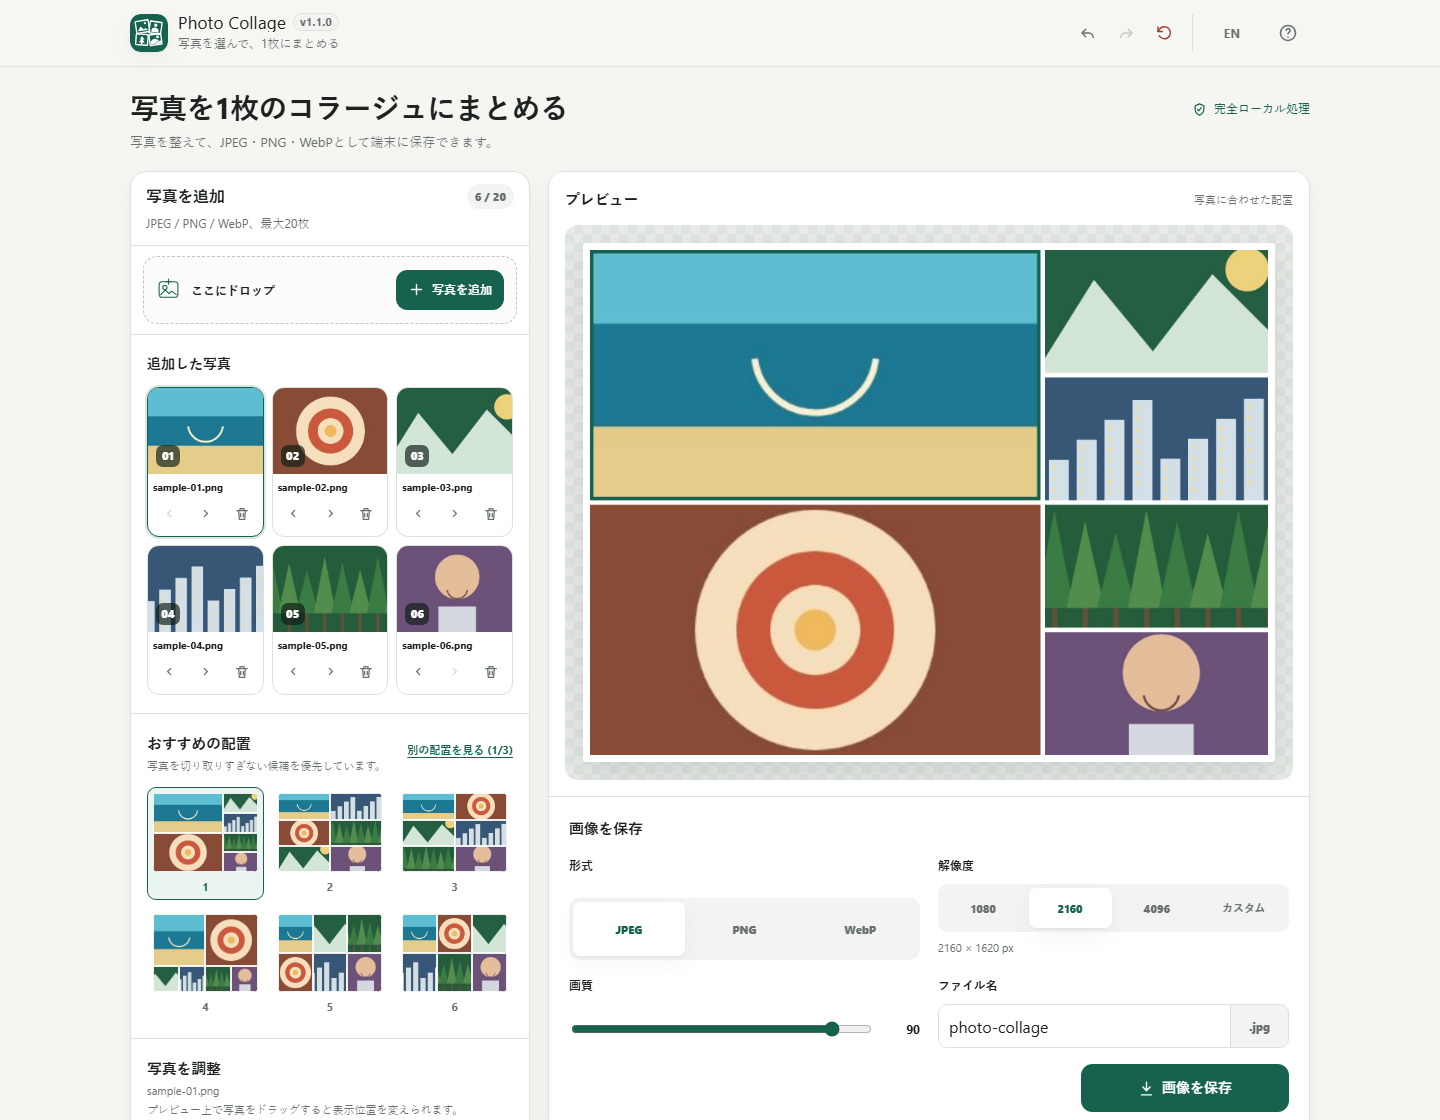 Photo Collage v1.1.0
写真を選んで、1枚にまとめる
EN
写真を1枚のコラージュにまとめる
写真を整えて、JPEG・PNG・WebPとして端末に保存できます。
完全ローカル処理
写真を追加
6 / 20
JPEG / PNG / WebP、最大20枚
ここにドロップ
写真を追加
追加した写真
01
02
03
sample-01.png
sample-02.png
sample-03.png
04
05
06
sample-04.png
sample-05.png
sample-06.png
おすすめの配置
別の配置を見る (1/3)
写真を切り取りすぎない候補を優先しています。
1
2
3
4
5
6
写真を調整
sample-01.png
プレビュー上で写真をドラッグすると表示位置を変えられます。
プレビュー
写真に合わせた配置
画像を保存
形式
JPEG
PNG
WebP
解像度
1080
2160
4096
カスタム
2160 × 1620 px
画質
90
ファイル名
photo-collage
.jpg
画像を保存